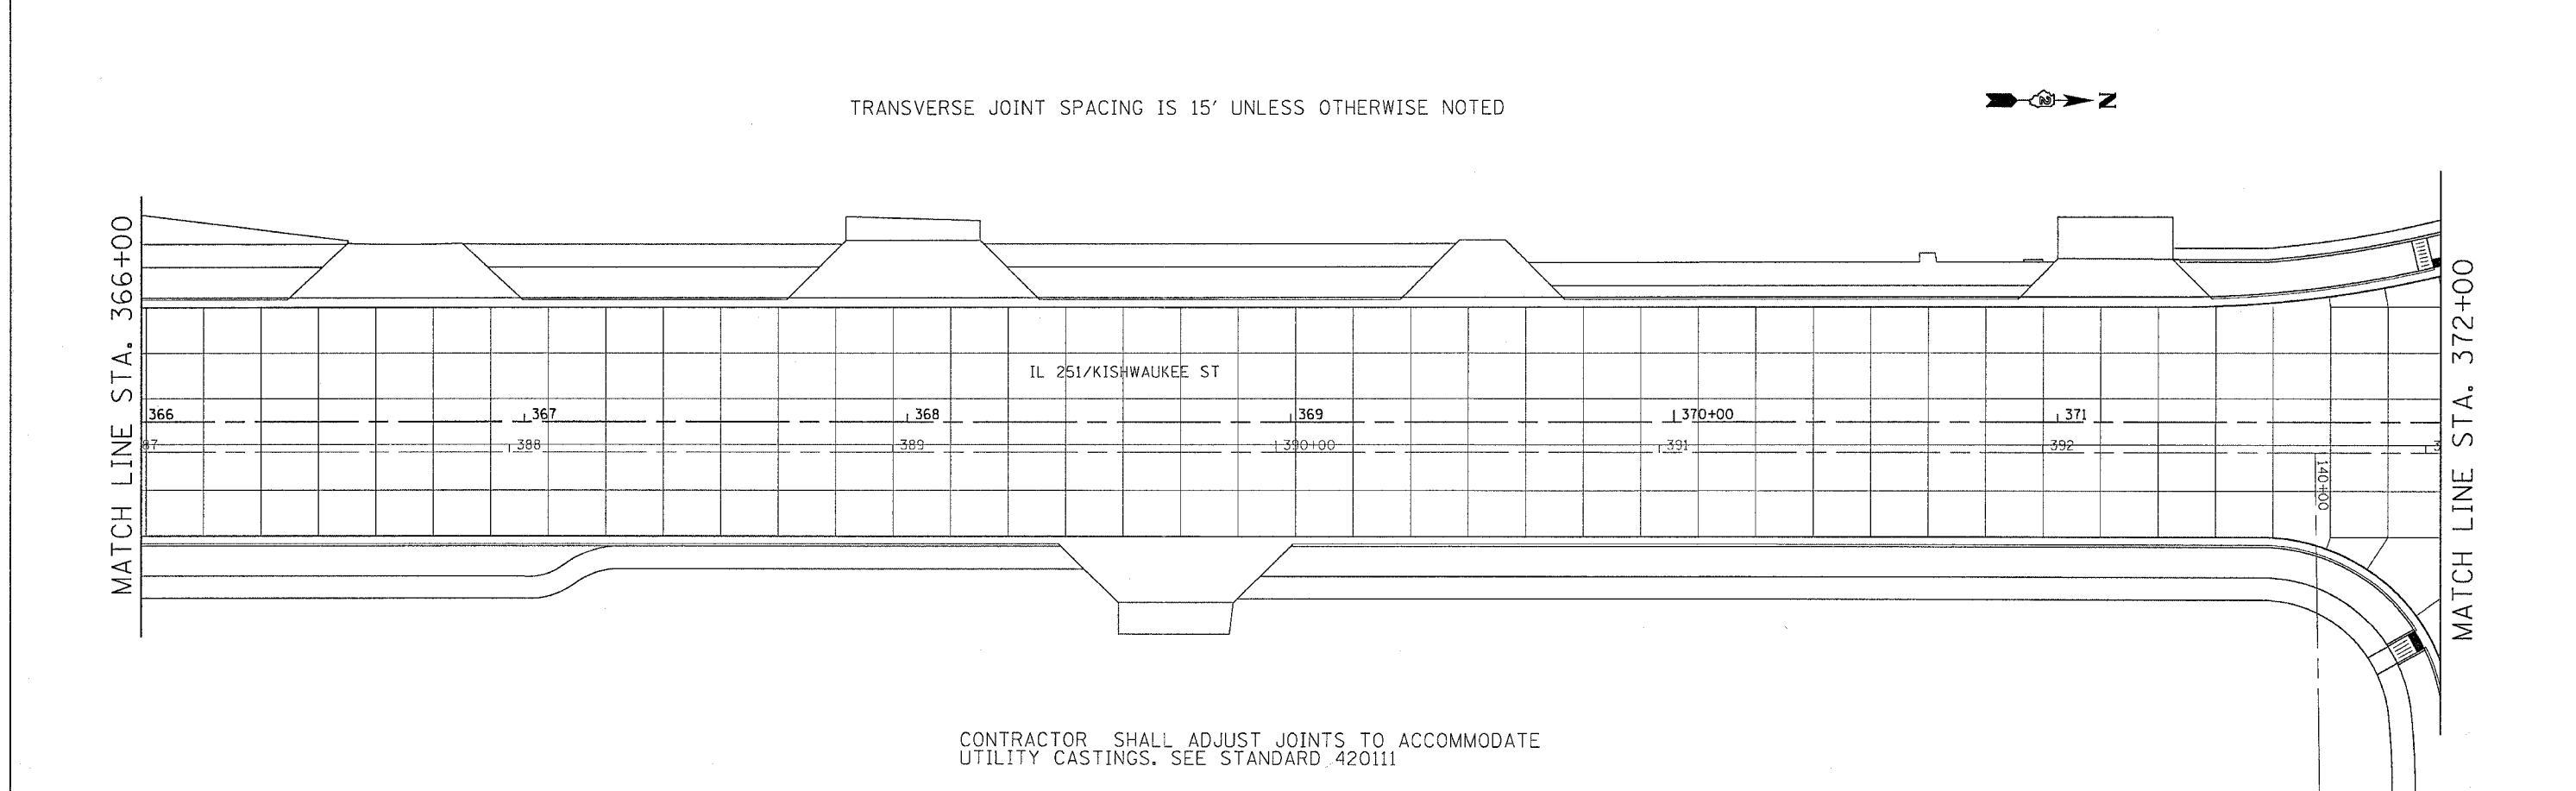 TRANSVERSE JOINT SPACING IS 15' UNLESS OTHERWISE NOTED
N
MATCH LINE STA. 366+00
MATCH LINE STA. 372+00
IL 251/KISHWAUKEE ST
366 367 368 369 370+00 371
87 388 389 390+00 391 392 3
140+00
CONTRACTOR SHALL ADJUST JOINTS TO ACCOMMODATE
UTILITY CASTINGS. SEE STANDARD 420111